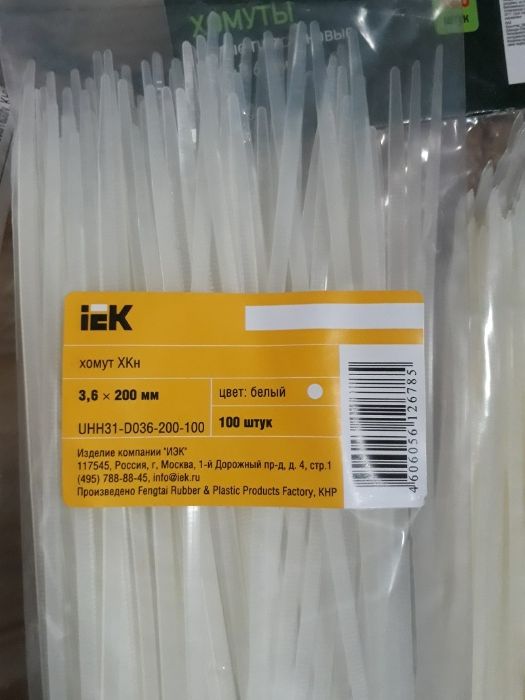 ХОМУТЫ
штук
iEK
хомут ХКн
3,6 × 200 мм
цвет: белый
UHH31-D036-200-100
100 штук
Изделие компании "ИЭК"
117545, Россия, г, Москва, 1-й Дорожный пр-д, д. 4, стр.1
(495) 788-88-45, info@iek.ru
Произведено Fengtai Rubber & Plastic Products Factory, КНР
4606056126785